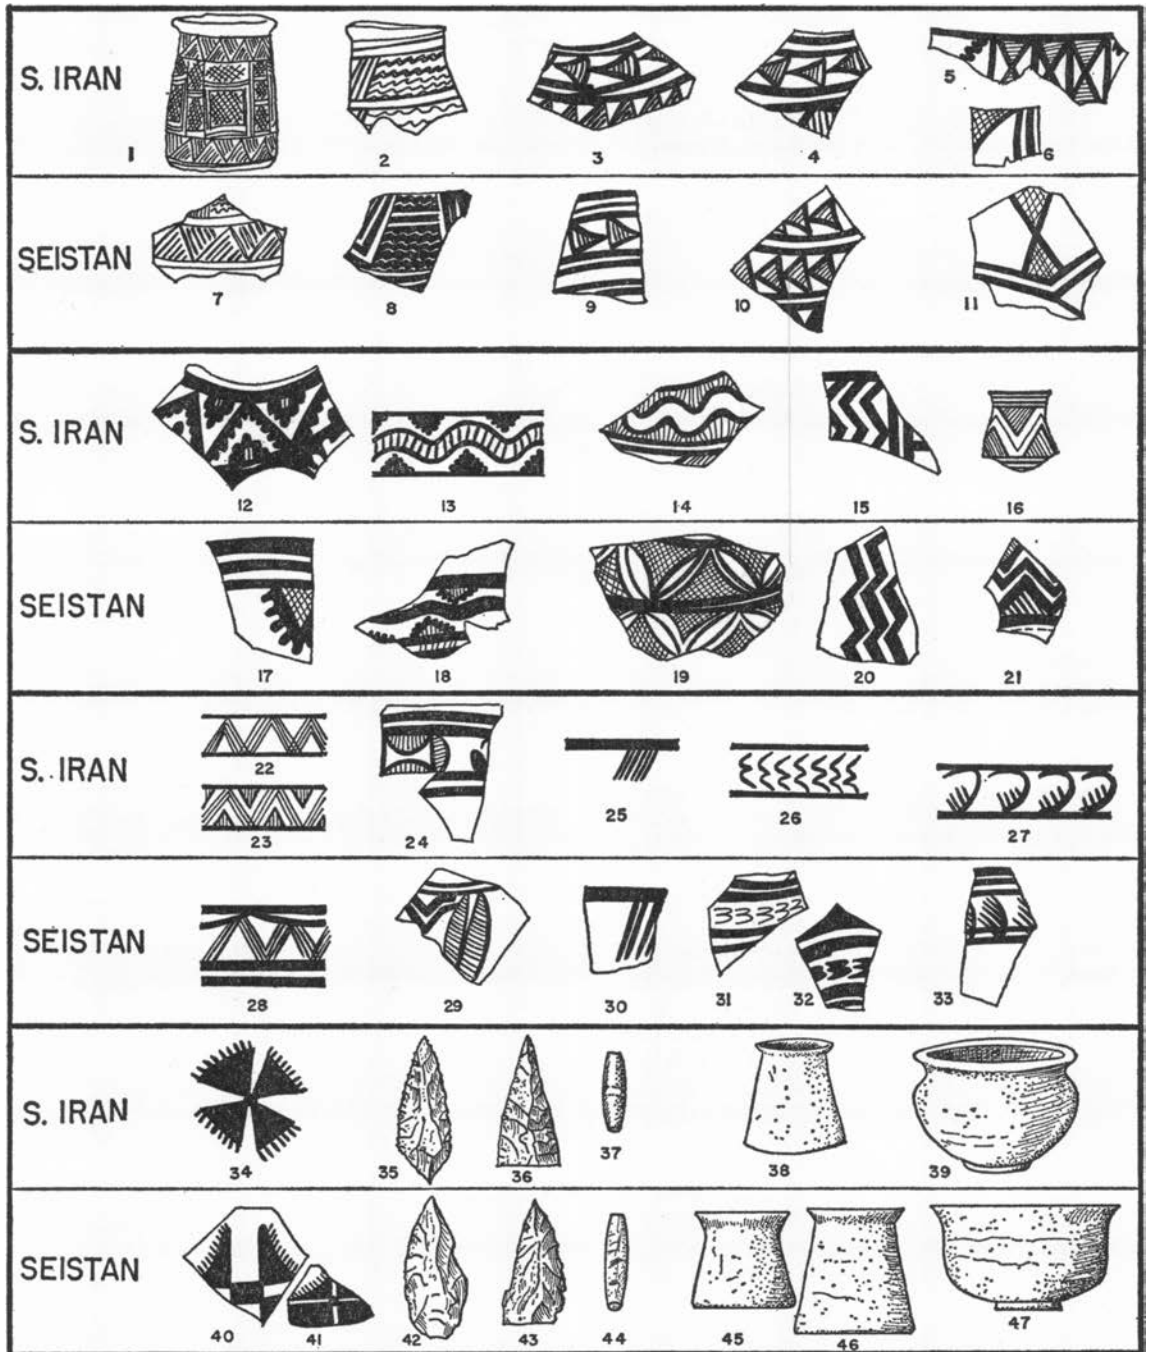 S. IRAN
1 2 3 4 5 6
SEISTAN
7 8 9 10 11
S. IRAN
12 13 14 15 16
SEISTAN
17 18 19 20 21
S. IRAN
22
23 24 25 26 27
SEISTAN
28 29 30 31 32 33
S. IRAN
34 35 36 37 38 39
SEISTAN
40 41 42 43 44 45 46 47